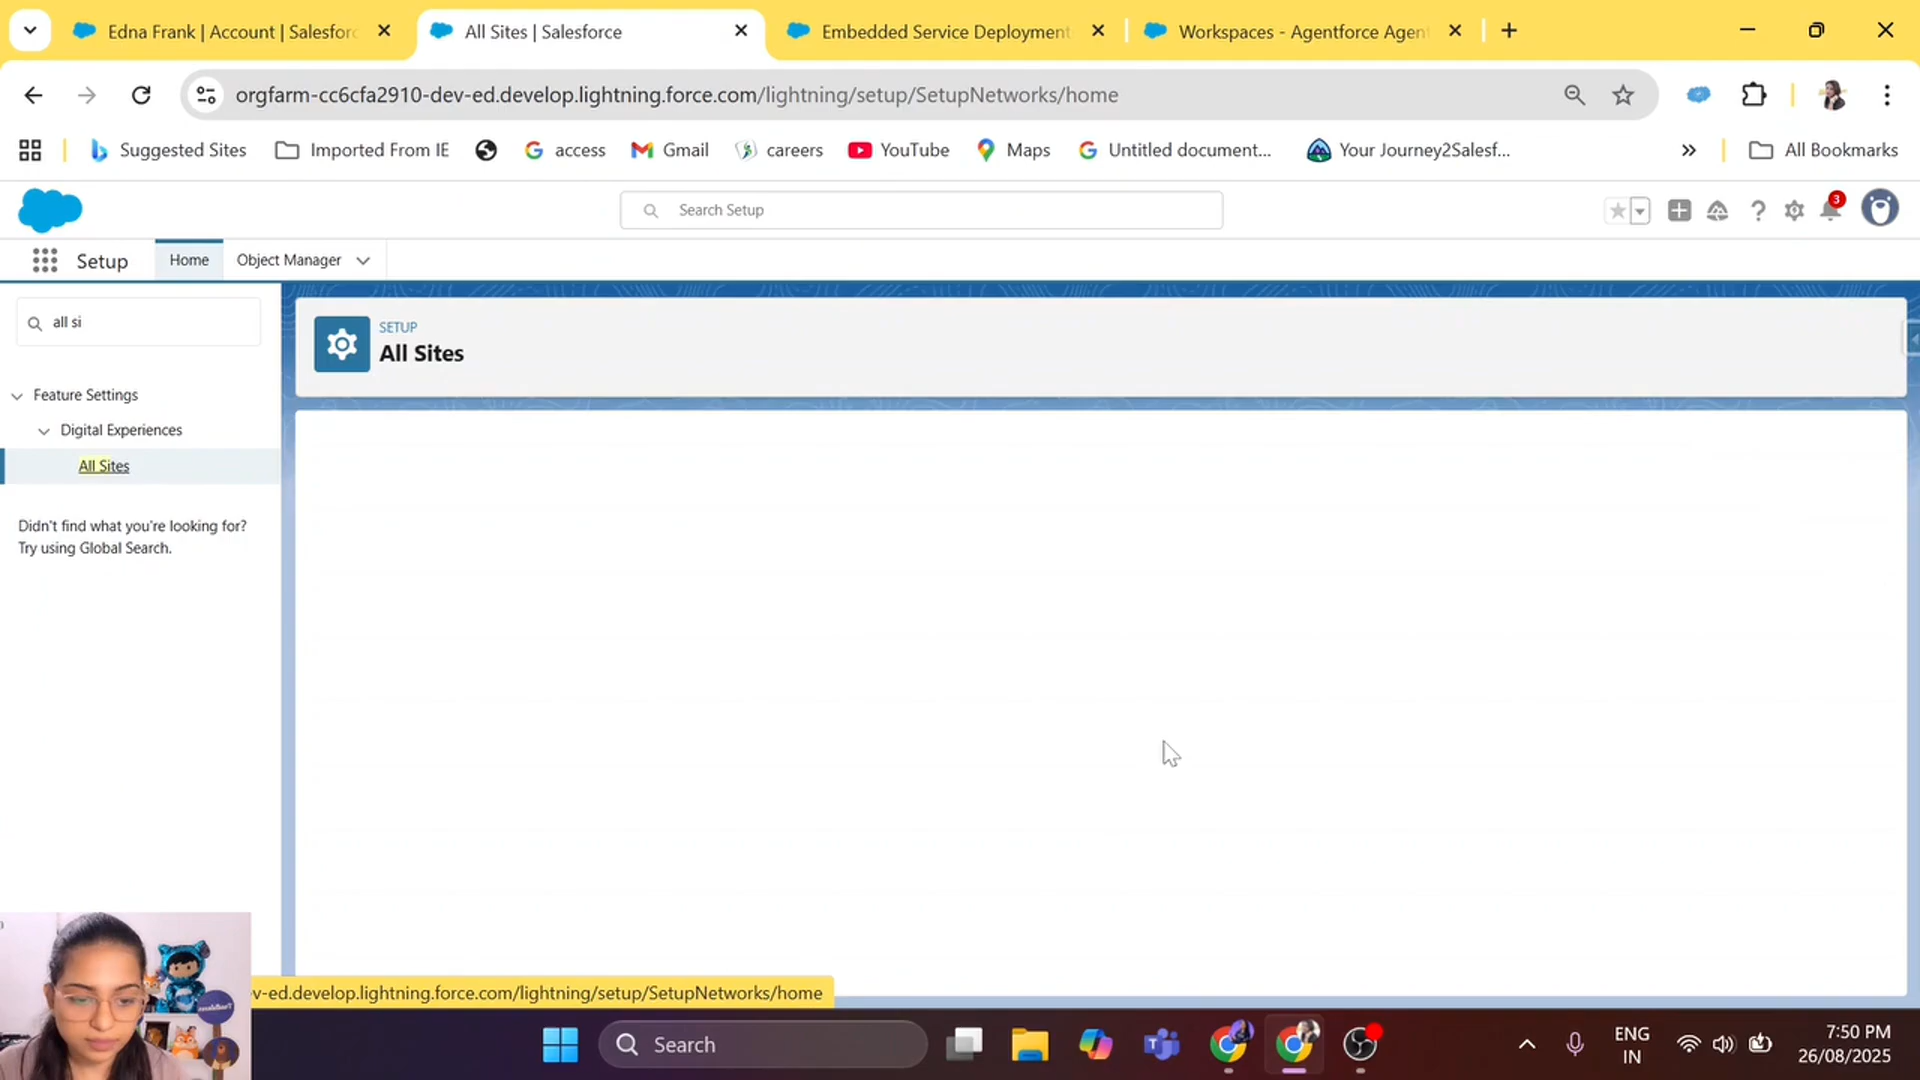 Edna Frank | Account | Salesforc
All Sites | Salesforce
Embedded Service Deployment
Workspaces - Agentforce Agen
orgfarm-cc6cfa2910-dev-ed.develop.lightning.force.com/lightning/setup/SetupNetworks/home
Suggested Sites
Imported From IE
access
Gmail
careers
YouTube
Maps
Untitled document...
Your Journey2Salesf...
All Bookmarks
Search Setup
3
Setup
Home
Object Manager
all si
SETUP
All Sites
Feature Settings
Digital Experiences
All Sites
Didn't find what you're looking for?
Try using Global Search.
v-ed.develop.lightning.force.com/lightning/setup/SetupNetworks/home
Search
ENG
IN
7:50 PM
26/08/2025